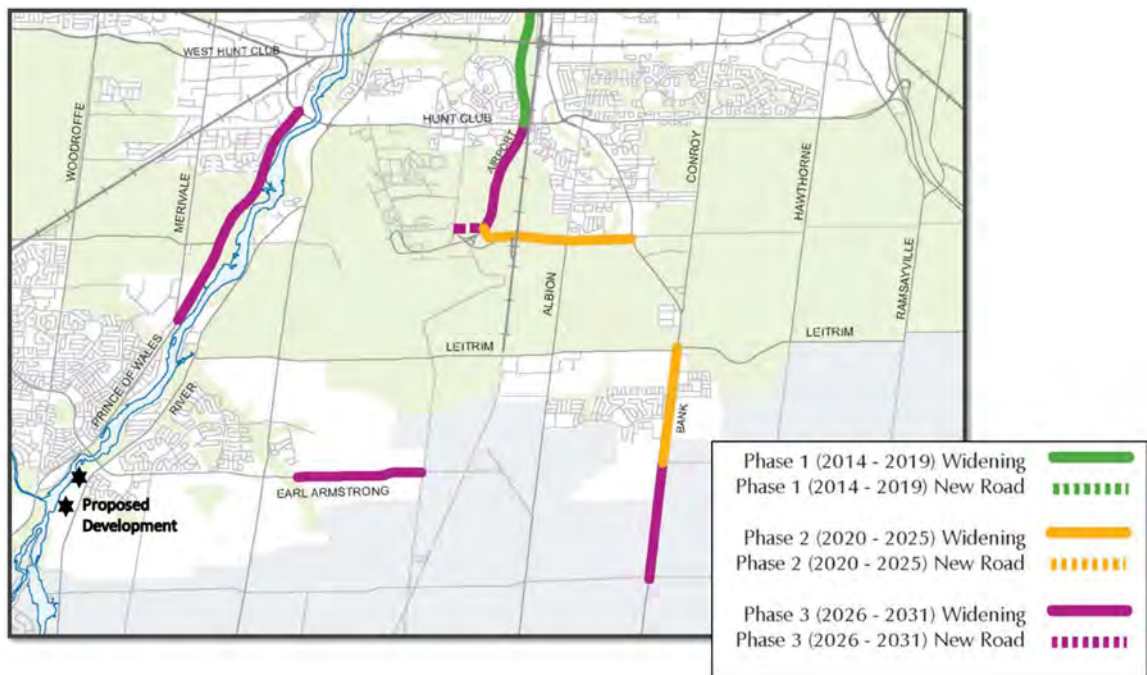 WEST HUNT CLUB
WOODROFFE
MERIVALE
HUNT CLUB
AIRPORT
CONROY
HAWTHORNE
RAMSAYVILLE
ALBION
LEITRIM
LEITRIM
PRINCE OF WALES
RIVER
BANK
EARL ARMSTRONG
Proposed
Development
Phase 1 (2014 - 2019) Widening
Phase 1 (2014 - 2019) New Road
Phase 2 (2020 - 2025) Widening
Phase 2 (2020 - 2025) New Road
Phase 3 (2026 - 2031) Widening
Phase 3 (2026 - 2031) New Road